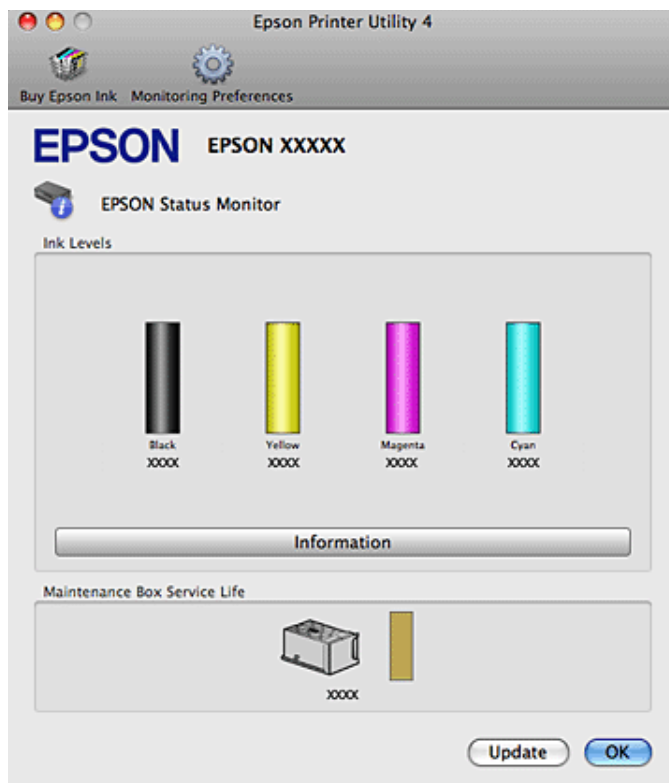 Epson Printer Utility 4
Buy Epson Ink Monitoring Preferences
EPSON EPSON XXXXX
EPSON Status Monitor
Ink Levels
Black Yellow Magenta Cyan
XXXX XXXX XXXX XXXX
Information
Maintenance Box Service Life
XXXX
Update OK